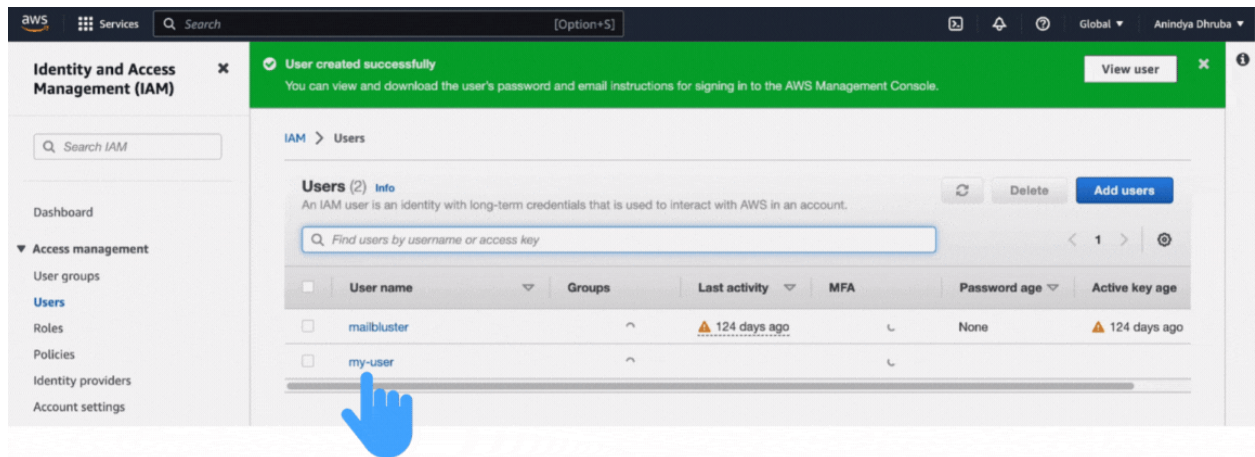 aws Services Search [Option+S] Global Anindya Dhruba
Identity and Access
Management (IAM)
Search IAM
Dashboard
Access management
User groups
Users
Roles
Policies
Identity providers
Account settings
User created successfully
You can view and download the user's password and email instructions for signing in to the AWS Management Console.
View user
IAM > Users
Users (2) Info
An IAM user is an identity with long-term credentials that is used to interact with AWS in an account.
Delete Add users
Find users by username or access key
1
User name Groups Last activity MFA Password age Active key age
mailbluster 124 days ago None 124 days ago
my-user